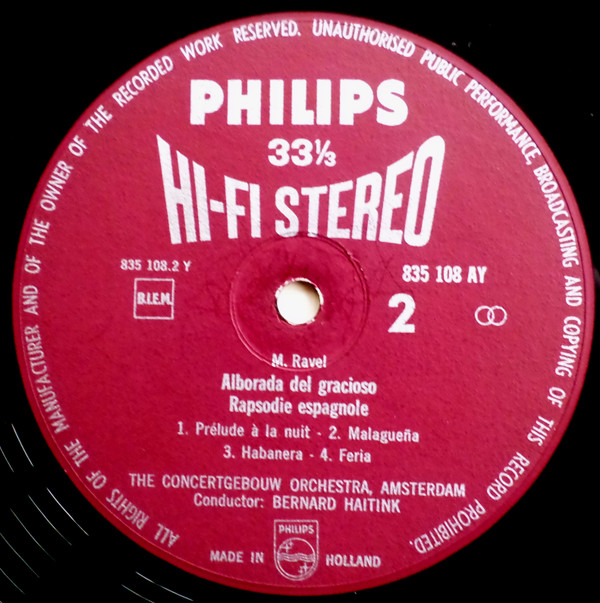 ALL RIGHTS OF THE MANUFACTURER AND OF THE OWNER OF THE RECORDED WORK RESERVED. UNAUTHORISED PUBLIC PERFORMANCE, BROADCASTING AND COPYING OF THIS RECORD PROHIBITED.
PHILIPS
33⅓
HI-FI STEREO
835 108.2 Y
835 108 AY
B.I.E.M.
2
M. Ravel
Alborada del gracioso
Rapsodie espagnole
1. Prélude à la nuit - 2. Malagueña
3. Habanera - 4. Feria
THE CONCERTGEBOUW ORCHESTRA, AMSTERDAM
Conductor: BERNARD HAITINK
PHILIPS
MADE IN HOLLAND